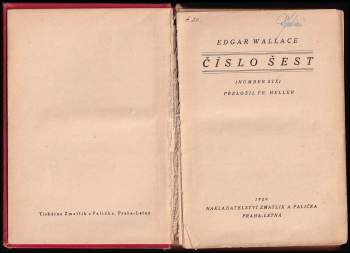 Tiskárna Zmatlík a Palička, Praha-Letná
EDGAR WALLACE
ČÍSLO ŠEST
(NUMBER SIX)
PŘELOŽIL FR. HELLER
NAKLADATELSTVÍ ZMATLÍK A PALIČKA
PRAHA-LETNÁ